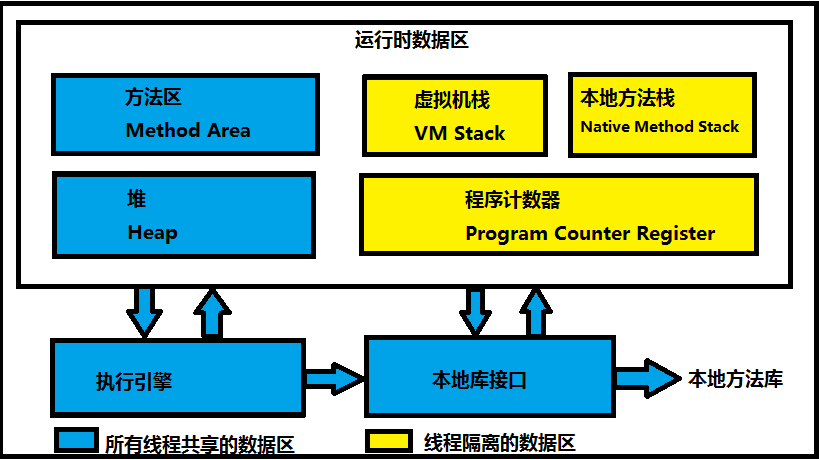 运行时数据区
方法区
Method Area
虚拟机栈
VM Stack
本地方法栈
Native Method Stack
堆
Heap
程序计数器
Program Counter Register
执行引擎
本地库接口
本地方法库
所有线程共享的数据区
线程隔离的数据区